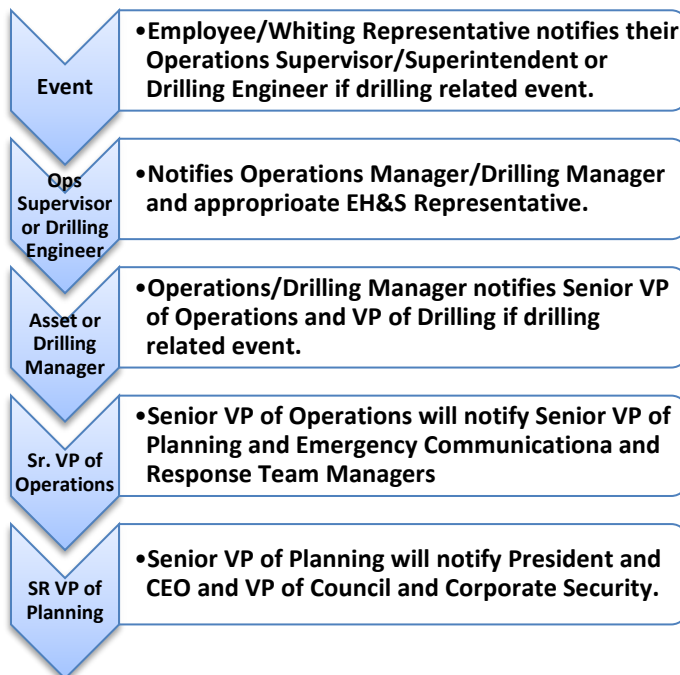 Event
•Employee/Whiting Representative notifies their
Operations Supervisor/Superintendent or
Drilling Engineer if drilling related event.
Ops
Supervisor
or Drilling
Engineer
•Notifies Operations Manager/Drilling Manager
and approprioate EH&S Representative.
Asset or
Drilling
Manager
•Operations/Drilling Manager notifies Senior VP
of Operations and VP of Drilling if drilling
related event.
Sr. VP of
Operations
•Senior VP of Operations will notify Senior VP of
Planning and Emergency Communicationa and
Response Team Managers
SR VP of
Planning
•Senior VP of Planning will notify President and
CEO and VP of Council and Corporate Security.